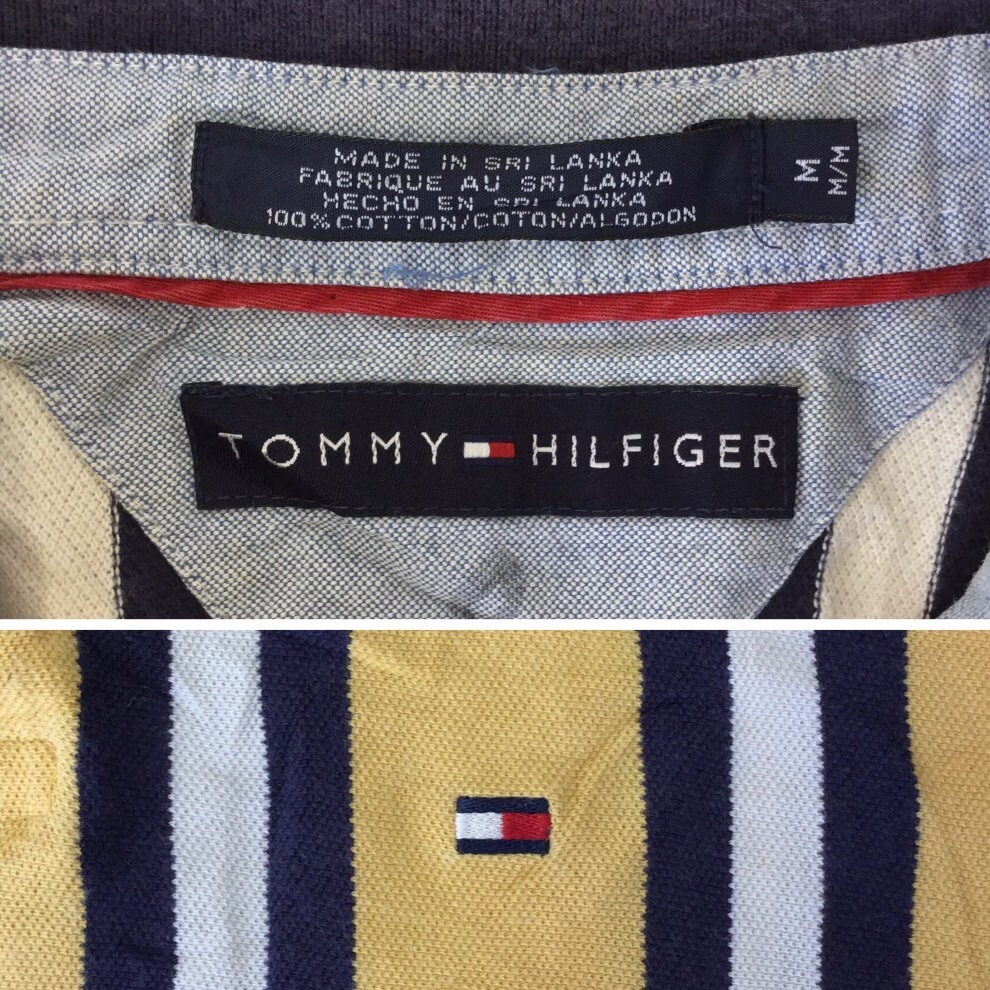 MADE IN SRI LANKA
FABRIQUE AU SRI LANKA
HECHO EN SRI LANKA
100% COTTON/COTON/ALGODON
M
M/M
TOMMY HILFIGER